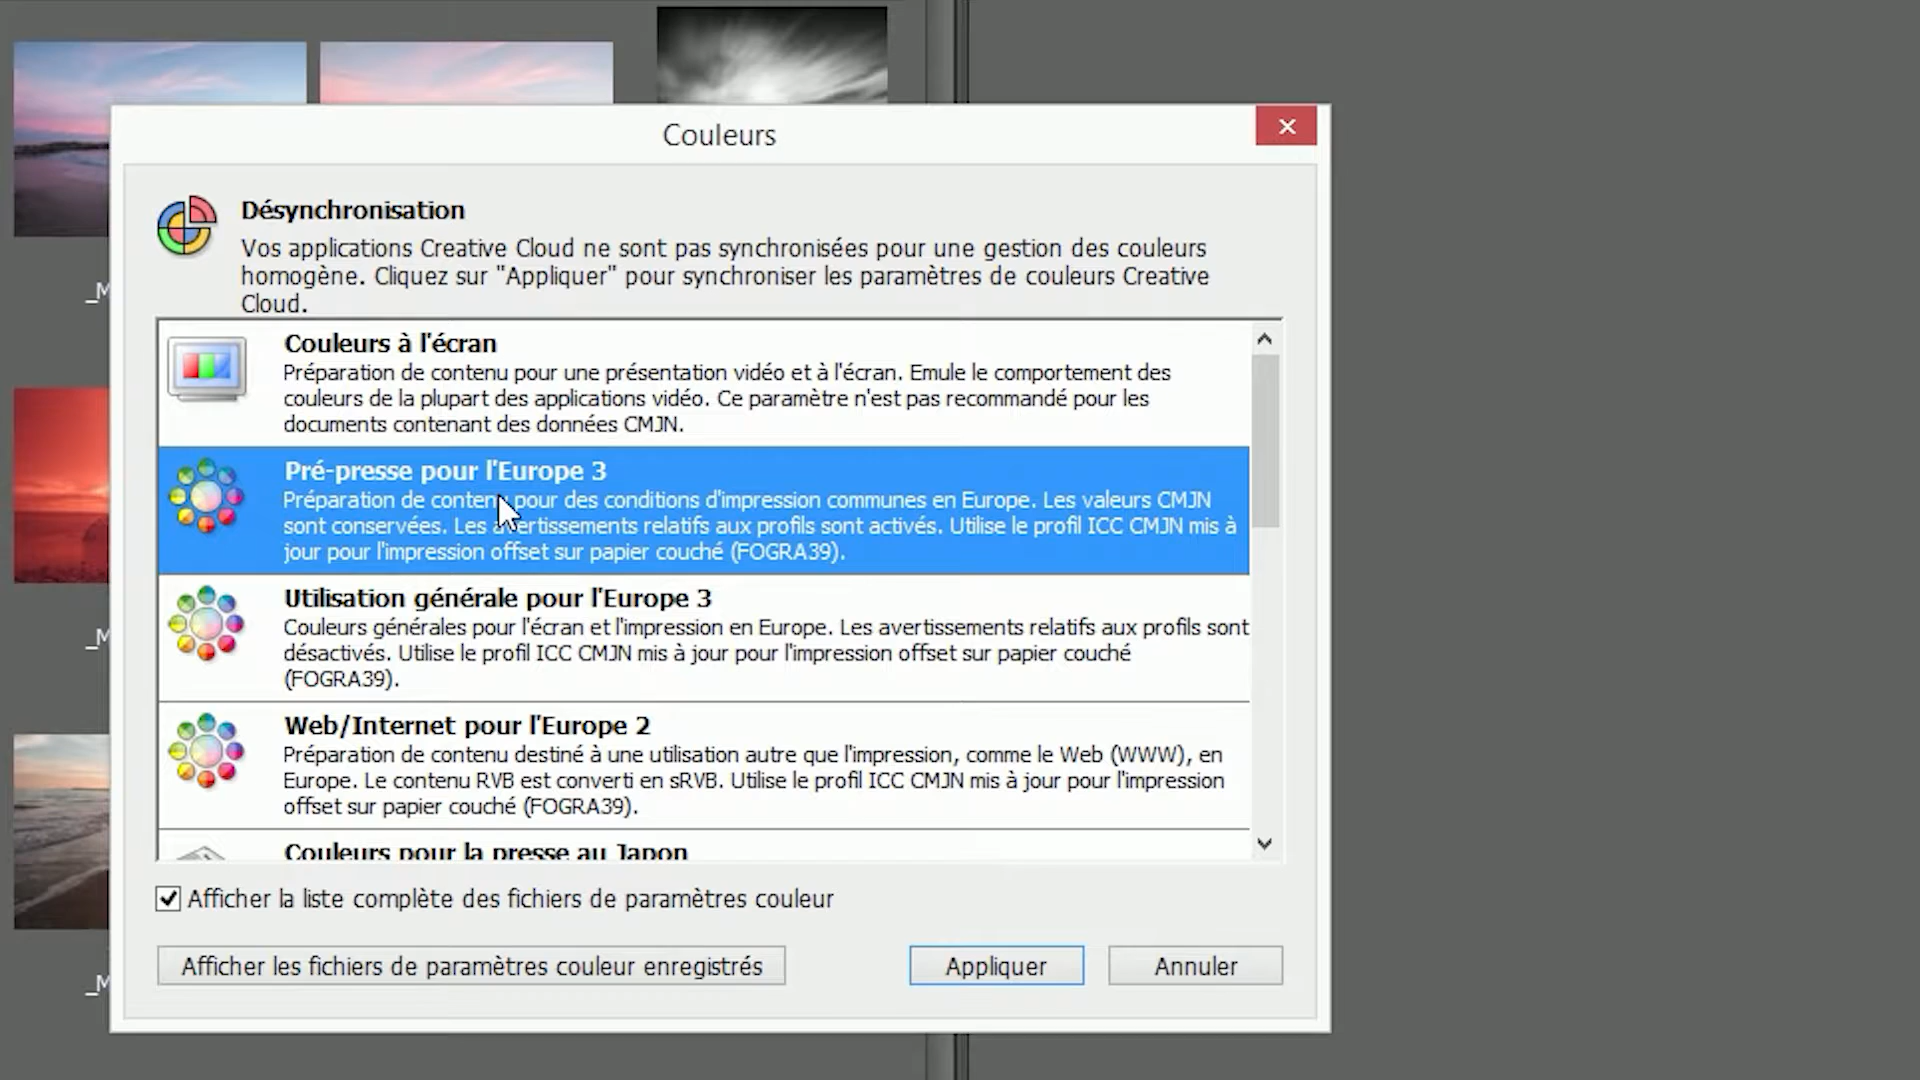 Couleurs
Désynchronisation
Vos applications Creative Cloud ne sont pas synchronisées pour une gestion des couleurs
homogène. Cliquez sur "Appliquer" pour synchroniser les paramètres de couleurs Creative
Cloud.
Couleurs à l'écran
Préparation de contenu pour une présentation vidéo et à l'écran. Emule le comportement des
couleurs de la plupart des applications vidéo. Ce paramètre n'est pas recommandé pour les
documents contenant des données CMJN.
Pré-presse pour l'Europe 3
Préparation de contenu pour des conditions d'impression communes en Europe. Les valeurs CMJN
sont conservées. Les avertissements relatifs aux profils sont activés. Utilise le profil ICC CMJN mis à
jour pour l'impression offset sur papier couché (FOGRA39).
Utilisation générale pour l'Europe 3
Couleurs générales pour l'écran et l'impression en Europe. Les avertissements relatifs aux profils sont
désactivés. Utilise le profil ICC CMJN mis à jour pour l'impression offset sur papier couché
(FOGRA39).
Web/Internet pour l'Europe 2
Préparation de contenu destiné à une utilisation autre que l'impression, comme le Web (WWW), en
Europe. Le contenu RVB est converti en sRVB. Utilise le profil ICC CMJN mis à jour pour l'impression
offset sur papier couché (FOGRA39).
Couleurs pour la presse au Japon
Afficher la liste complète des fichiers de paramètres couleur
Afficher les fichiers de paramètres couleur enregistrés
Appliquer
Annuler
_M
_M
_M